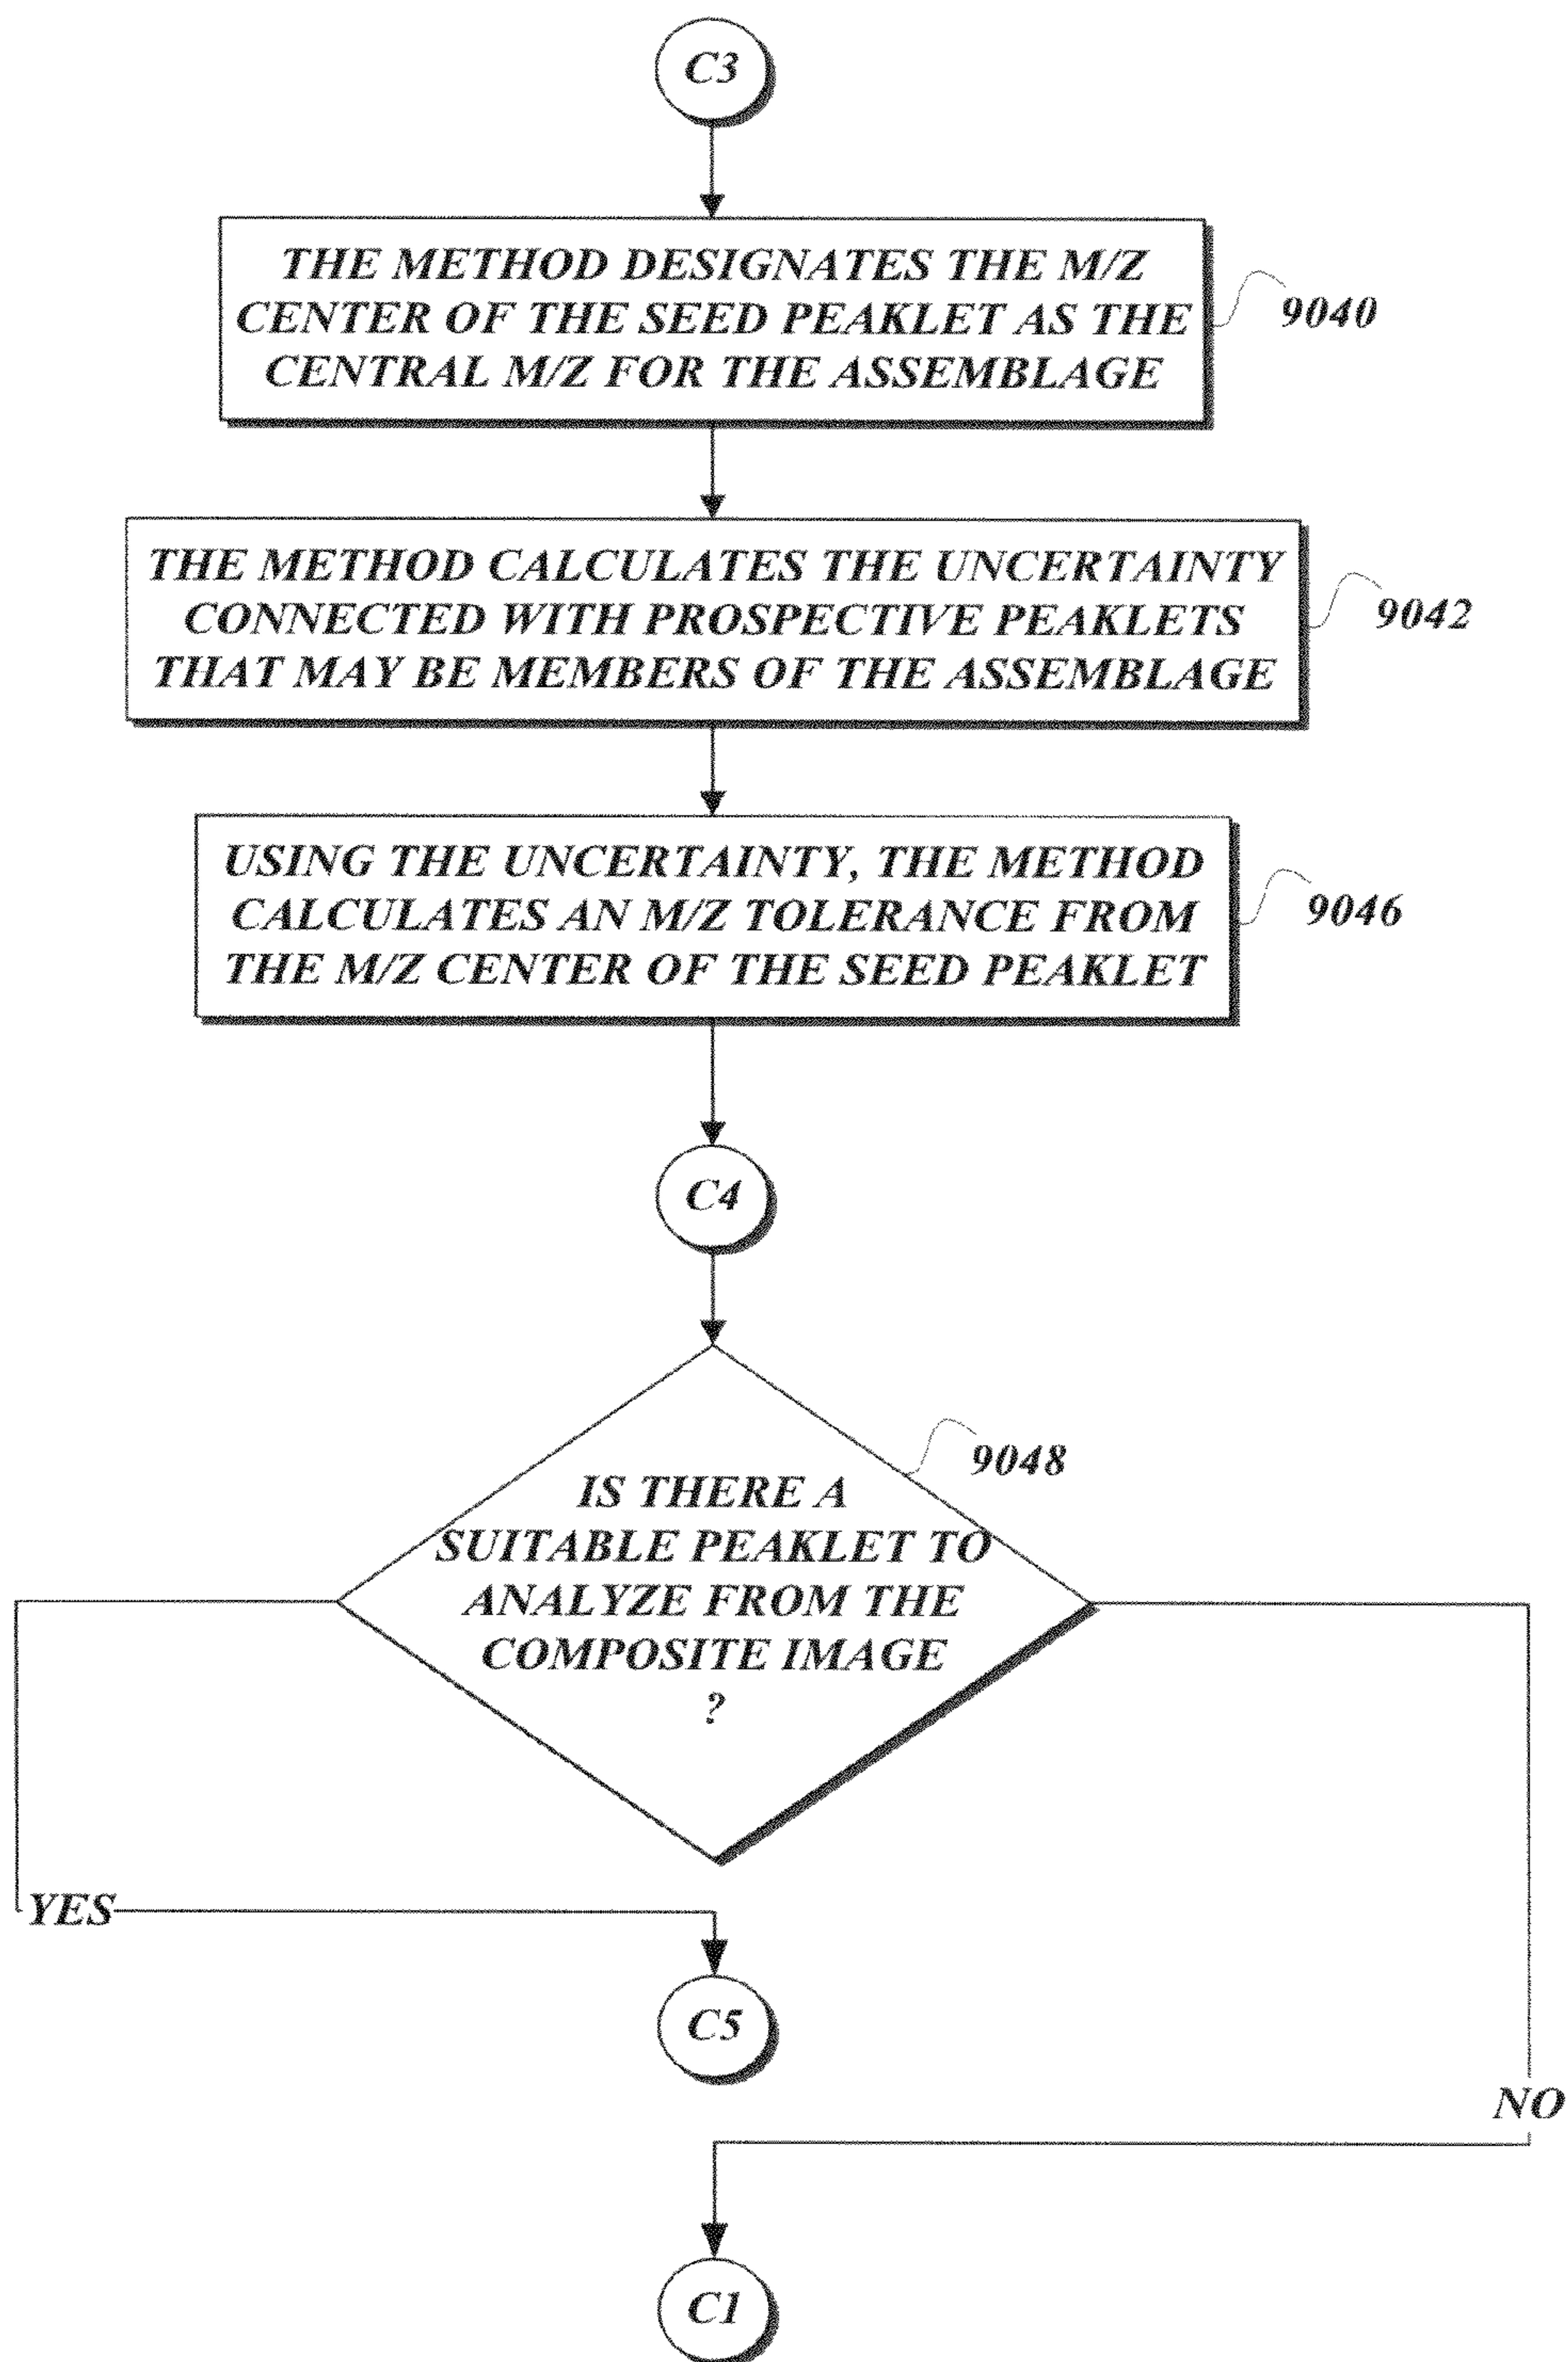 C3
THE METHOD DESIGNATES THE M/Z
CENTER OF THE SEED PEAKLET AS THE
CENTRAL M/Z FOR THE ASSEMBLAGE
9040
THE METHOD CALCULATES THE UNCERTAINTY
CONNECTED WITH PROSPECTIVE PEAKLETS
THAT MAY BE MEMBERS OF THE ASSEMBLAGE
9042
USING THE UNCERTAINTY, THE METHOD
CALCULATES AN M/Z TOLERANCE FROM
THE M/Z CENTER OF THE SEED PEAKLET
9046
C4
9048
IS THERE A
SUITABLE PEAKLET TO
ANALYZE FROM THE
COMPOSITE IMAGE
?
YES
C5
NO
C1